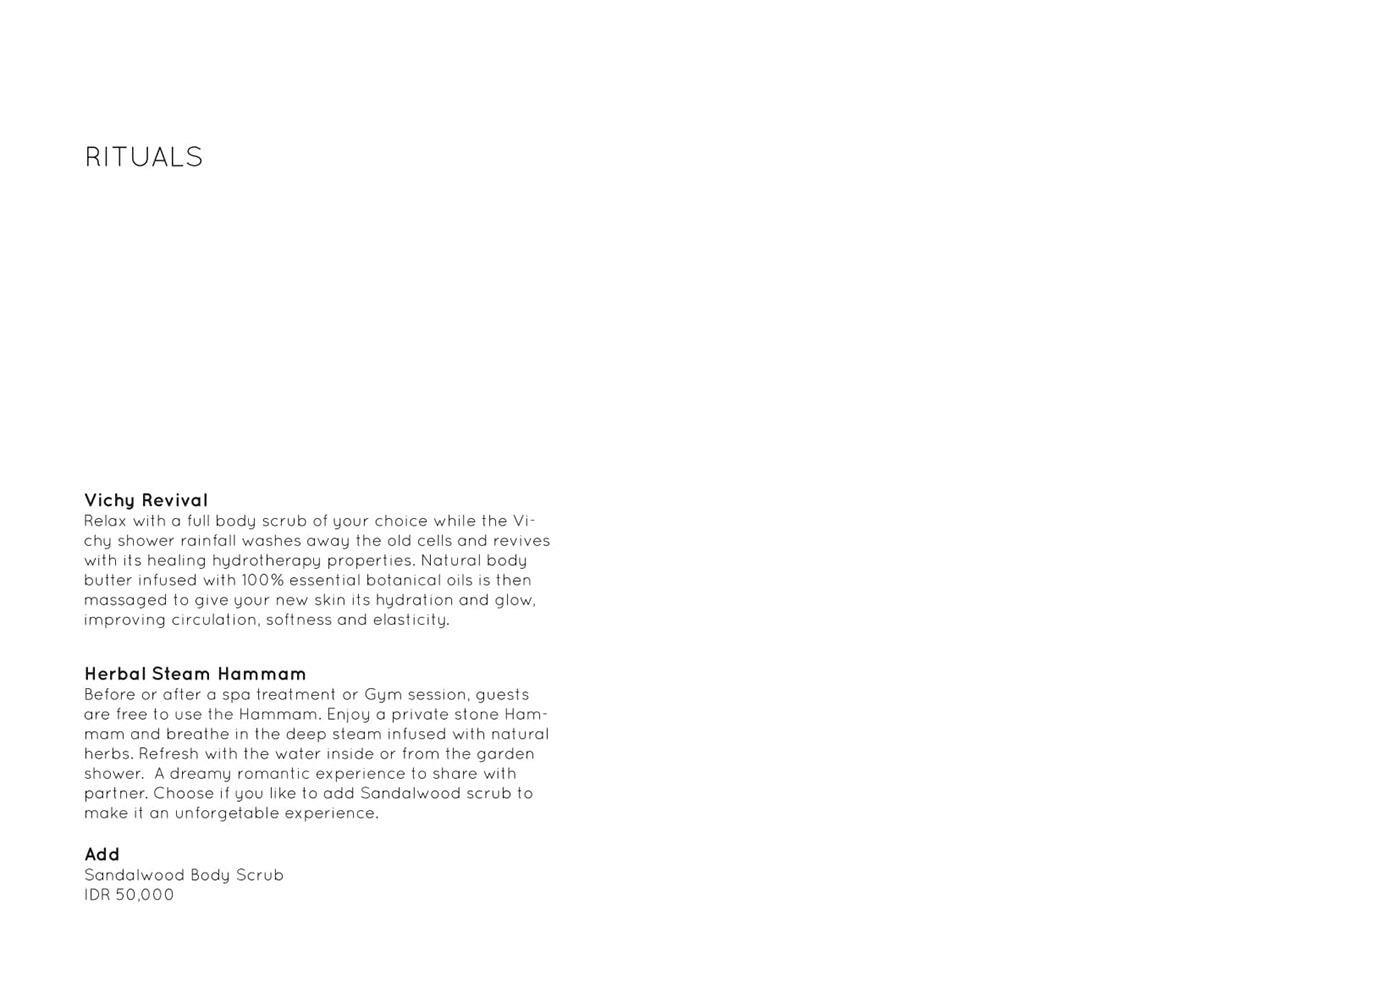 RITUALS
Vichy Revival
Relax with a full body scrub of your choice while the Vi-
chy shower rainfall washes away the old cells and revives
with its healing hydrotherapy properties. Natural body
butter infused with 100% essential botanical oils is then
massaged to give your new skin its hydration and glow,
improving circulation, softness and elasticity.
Herbal Steam Hammam
Before or after a spa treatment or Gym session, guests
are free to use the Hammam. Enjoy a private stone Ham-
mam and breathe in the deep steam infused with natural
herbs. Refresh with the water inside or from the garden
shower.  A dreamy romantic experience to share with
partner. Choose if you like to add Sandalwood scrub to
make it an unforgetable experience.
Add
Sandalwood Body Scrub
IDR 50,000